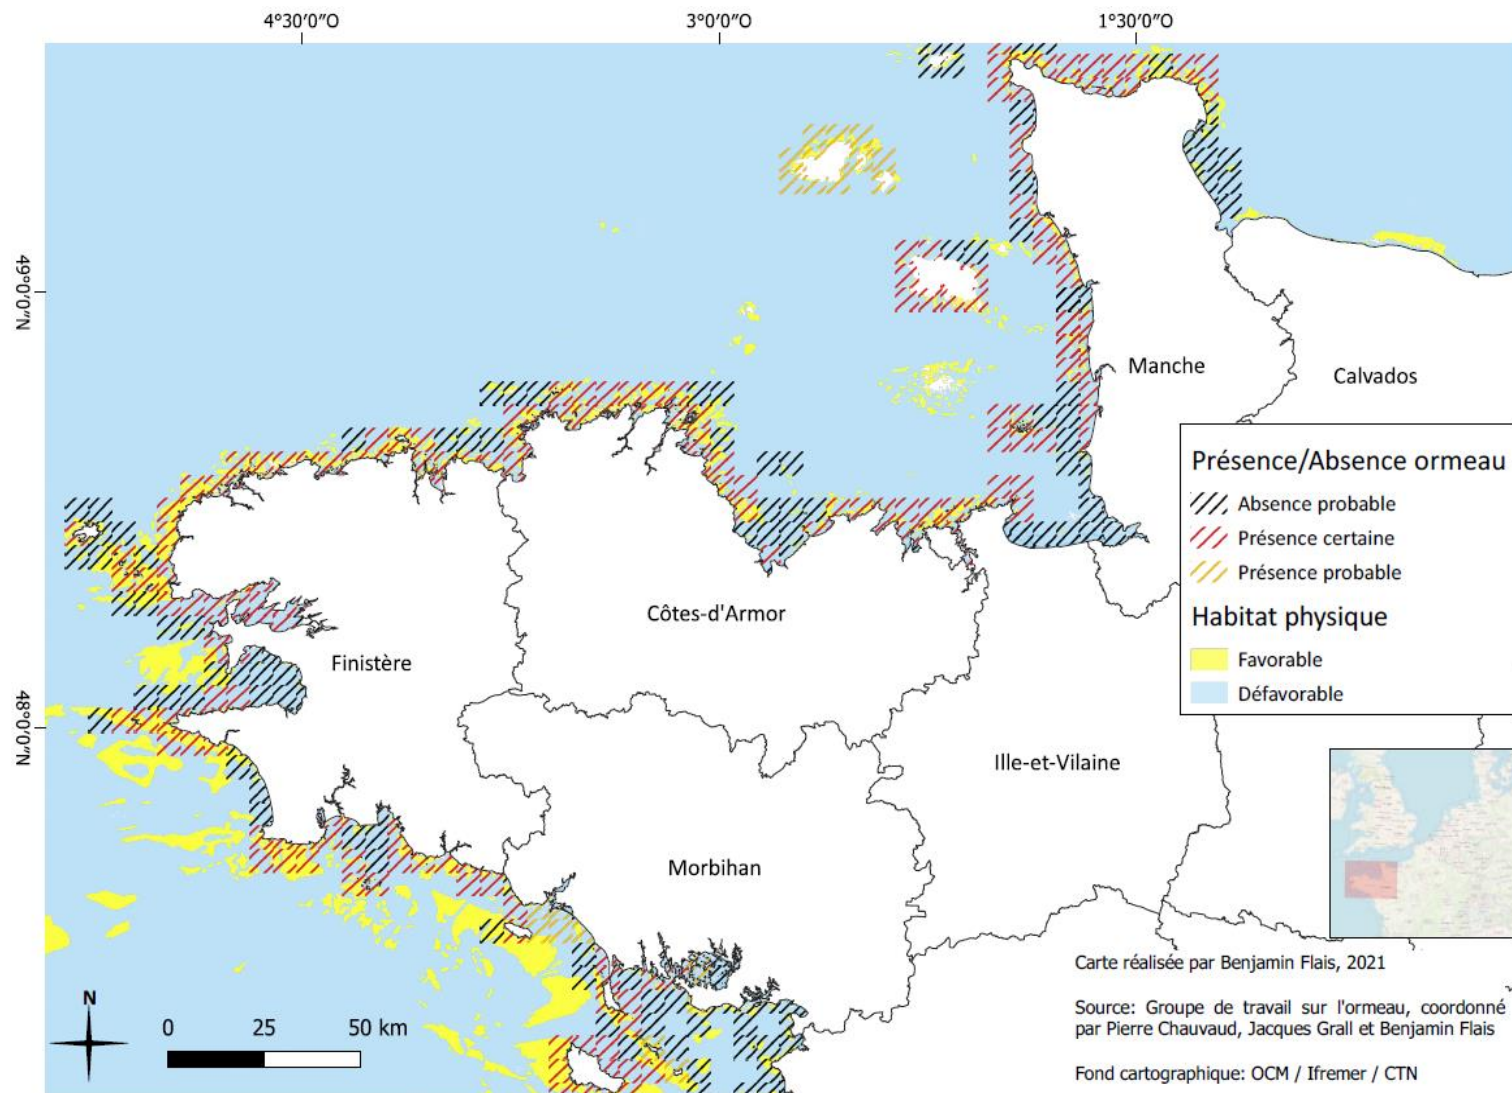 4°30'0"O 3°0'0"O 1°30'0"O
49°0'0"N
48°0'0"N
Manche
Calvados
Côtes-d'Armor
Finistère
Ille-et-Vilaine
Morbihan
Présence/Absence ormeau
Absence probable
Présence certaine
Présence probable
Habitat physique
Favorable
Défavorable
N
0 25 50 km
Carte réalisée par Benjamin Flais, 2021
Source: Groupe de travail sur l'ormeau, coordonné
par Pierre Chauvaud, Jacques Grall et Benjamin Flais
Fond cartographique: OCM / Ifremer / CTN